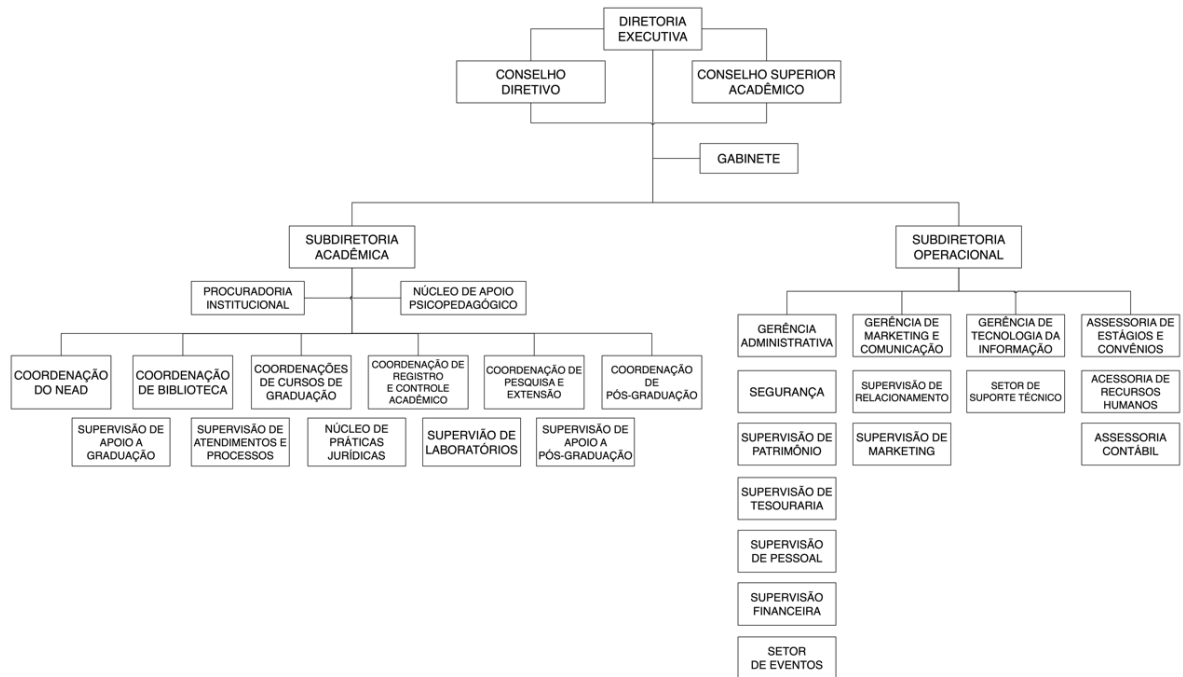 DIRETORIA
EXECUTIVA
CONSELHO
DIRETIVO
CONSELHO SUPERIOR
ACADÊMICO
GABINETE
SUBDIRETORIA
ACADÊMICA
SUBDIRETORIA
OPERACIONAL
PROCURADORIA
INSTITUCIONAL
NÚCLEO DE APOIO
PSICOPEDAGÓGICO
COORDENAÇÃO
DO NEAD
COORDENAÇÃO
DE BIBLIOTECA
COORDENAÇÕES
DE CURSOS DE
GRADUAÇÃO
COORDENAÇÃO DE
REGISTRO
E CONTROLE
ACADÊMICO
COORDENAÇÃO DE
PESQUISA E
EXTENSÃO
COORDENAÇÃO
DE
PÓS-GRADUAÇÃO
SUPERVISÃO DE
APOIO A
GRADUAÇÃO
SUPERVISÃO DE
ATENDIMENTOS E
PROCESSOS
NÚCLEO DE
PRÁTICAS
JURÍDICAS
SUPERVIÃO DE
LABORATÓRIOS
SUPERVISÃO DE
APOIO A
PÓS-GRADUAÇÃO
GERÊNCIA
ADMINISTRATIVA
SEGURANÇA
SUPERVISÃO DE
PATRIMÔNIO
SUPERVISÃO DE
TESOURARIA
SUPERVISÃO
DE PESSOAL
SUPERVISÃO
FINANCEIRA
SETOR
DE EVENTOS
GERÊNCIA DE
MARKETING E
COMUNICAÇÃO
SUPERVISÃO DE
RELACIONAMENTO
SUPERVISÃO DE
MARKETING
GERÊNCIA DE
TECNOLOGIA DA
INFORMAÇÃO
SETOR DE
SUPORTE TÉCNICO
ASSESSORIA DE
ESTÁGIOS E
CONVÊNIOS
ACESSORIA DE
RECURSOS
HUMANOS
ASSESSORIA
CONTÁBIL